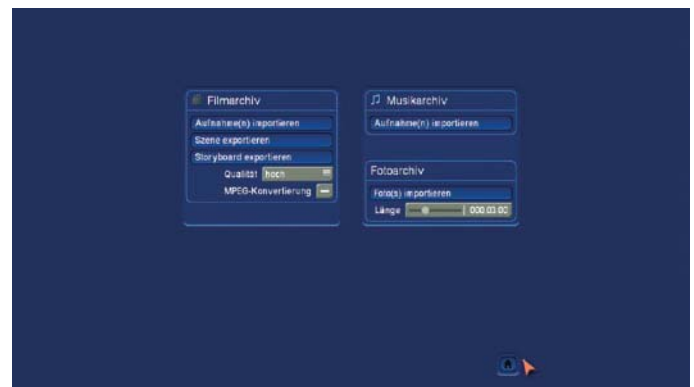 Filmarchiv
Aufnahme(n) importieren
Szene exportieren
Storyboard exportieren
Qualität hoch
MPEG-Konvertierung
Musikarchiv
Aufnahme(n) importieren
Fotoarchiv
Foto(s) importieren
Länge 000:03:00